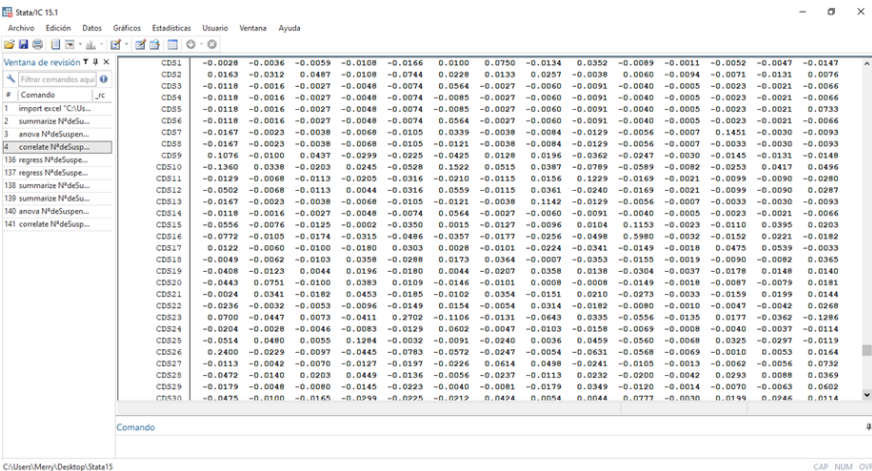 Stata/IC 15.1
Archivo Edición Datos Gráficos Estadísticas Usuario Ventana Ayuda
Ventana de revisión
Filtrar comandos aquí
# Comando _rc
1 import excel "C:\Us...
2 summarize NªdeSu...
3 anova NªdeSuspen...
4 correlate NªdeSusp...
136 regress NªdeSuspe...
137 regress NªdeSuspe...
138 summarize NªdeSu...
139 summarize NªdeSu...
140 anova NªdeSuspen...
141 correlate NªdeSusp...
CDS1 -0.0028 -0.0036 -0.0059 -0.0108 -0.0166 0.0100 0.0750 -0.0134 0.0352 -0.0089 -0.0011 -0.0052 -0.0047 -0.0147
CDS2 0.0163 -0.0312 0.0487 -0.0108 -0.0744 0.0228 0.0133 -0.0257 -0.0038 0.0060 -0.0094 -0.0071 -0.0131 0.0076
CDS3 -0.0118 -0.0016 -0.0027 -0.0048 -0.0074 0.0564 -0.0027 -0.0060 -0.0091 -0.0040 -0.0005 -0.0023 -0.0021 -0.0066
CDS4 -0.0118 -0.0016 -0.0027 -0.0048 -0.0074 -0.0085 -0.0027 -0.0060 -0.0091 -0.0040 -0.0005 -0.0023 -0.0021 -0.0066
CDS5 -0.0118 -0.0016 -0.0027 -0.0048 -0.0074 -0.0085 -0.0027 -0.0060 -0.0091 -0.0040 -0.0005 -0.0023 -0.0021 0.0733
CDS6 -0.0118 -0.0016 -0.0027 -0.0048 -0.0074 0.0564 -0.0027 -0.0060 -0.0091 -0.0040 -0.0005 -0.0023 -0.0021 -0.0066
CDS7 -0.0167 -0.0023 -0.0038 -0.0068 -0.0105 0.0339 -0.0038 -0.0084 -0.0129 -0.0056 -0.0007 0.1451 -0.0030 -0.0093
CDS8 -0.0167 -0.0023 -0.0038 -0.0068 -0.0105 -0.0121 -0.0038 -0.0084 -0.0129 -0.0056 -0.0007 -0.0033 -0.0030 -0.0093
CDS9 0.1076 -0.0100 0.0437 -0.0299 -0.0225 -0.0425 0.0128 0.0196 -0.0362 -0.0247 -0.0030 -0.0145 -0.0131 -0.0148
CDS10 -0.1360 0.0338 -0.0203 0.0245 -0.0528 0.1522 0.0515 0.0387 -0.0789 -0.0589 -0.0082 -0.0253 0.0417 -0.0496
CDS11 -0.0129 -0.0068 -0.0113 -0.0205 -0.0316 -0.0210 -0.0115 0.0156 0.1229 -0.0169 -0.0021 -0.0099 -0.0090 -0.0280
CDS12 -0.0502 -0.0068 -0.0113 0.0044 -0.0316 0.0559 -0.0115 0.0361 -0.0240 -0.0169 -0.0021 -0.0099 -0.0090 0.0287
CDS13 -0.0167 -0.0023 -0.0038 -0.0068 -0.0105 -0.0121 -0.0038 0.1142 -0.0129 -0.0056 -0.0007 -0.0033 -0.0030 -0.0093
CDS14 -0.0118 -0.0016 -0.0027 -0.0048 -0.0074 0.0564 -0.0027 -0.0060 -0.0091 -0.0040 -0.0005 -0.0023 -0.0021 -0.0066
CDS15 -0.0556 -0.0076 -0.0125 -0.0002 -0.0350 0.0015 -0.0127 -0.0096 0.0104 0.1153 -0.0023 -0.0110 0.0395 0.0203
CDS16 -0.0772 -0.0105 -0.0174 -0.0315 -0.0486 0.0357 -0.0177 -0.0256 -0.0498 0.5980 -0.0032 -0.0152 0.0221 -0.0182
CDS17 0.0122 -0.0060 -0.0100 -0.0180 0.0303 0.0028 -0.0101 -0.0224 -0.0341 -0.0149 -0.0018 0.0475 0.0539 -0.0033
CDS18 -0.0049 -0.0062 -0.0103 0.0358 -0.0288 0.0173 0.0364 -0.0007 -0.0353 -0.0155 -0.0019 -0.0090 -0.0082 0.0365
CDS19 -0.0408 -0.0123 0.0044 0.0196 -0.0180 0.0044 -0.0207 0.0358 0.0138 -0.0304 -0.0037 -0.0178 0.0148 0.0140
CDS20 -0.0443 0.0751 -0.0100 0.0383 0.0109 -0.0146 -0.0101 0.0008 -0.0008 -0.0149 -0.0018 -0.0087 -0.0079 0.0181
CDS21 -0.0024 0.0341 -0.0182 0.0453 -0.0185 -0.0102 0.0354 -0.0151 0.0210 -0.0273 -0.0033 -0.0159 0.0199 0.0144
CDS22 -0.0236 -0.0032 -0.0053 -0.0096 -0.0149 0.0154 -0.0054 0.0314 -0.0182 -0.0080 -0.0010 -0.0047 -0.0042 0.0268
CDS23 0.0700 -0.0447 0.0073 -0.0411 0.2702 -0.1106 -0.0131 -0.0643 0.0335 -0.0556 -0.0135 0.0177 -0.0362 -0.1286
CDS24 -0.0204 -0.0028 -0.0046 -0.0083 -0.0129 0.0602 -0.0047 -0.0103 -0.0158 -0.0069 -0.0008 -0.0040 -0.0037 -0.0114
CDS25 -0.0514 0.0480 0.0055 0.1284 -0.0032 -0.0091 -0.0240 0.0036 0.0459 -0.0560 -0.0068 0.0325 -0.0297 -0.0119
CDS26 0.2400 -0.0229 -0.0097 -0.0445 -0.0783 -0.0572 -0.0247 -0.0054 -0.0631 -0.0568 -0.0069 -0.0010 -0.0053 0.0164
CDS27 -0.0113 -0.0042 -0.0070 -0.0127 -0.0197 -0.0226 0.0614 0.0498 -0.0241 -0.0105 -0.0013 -0.0062 -0.0056 0.0732
CDS28 -0.0472 -0.0140 0.0203 0.0449 -0.0136 -0.0056 -0.0237 0.0113 0.0232 -0.0200 -0.0042 0.0293 -0.0088 0.0369
CDS29 -0.0179 -0.0048 -0.0080 -0.0145 -0.0223 -0.0040 -0.0081 -0.0179 0.0349 -0.0120 -0.0014 -0.0070 -0.0063 0.0602
CDS30 -0.0475 -0.0100 -0.0165 -0.0299 -0.0225 -0.0212 0.0424 0.0054 0.0044 0.0777 -0.0030 0.0199 0.0246 0.0114
Comando
C:\Users\Merry\Desktop\Stata15
CAP NUM OVR